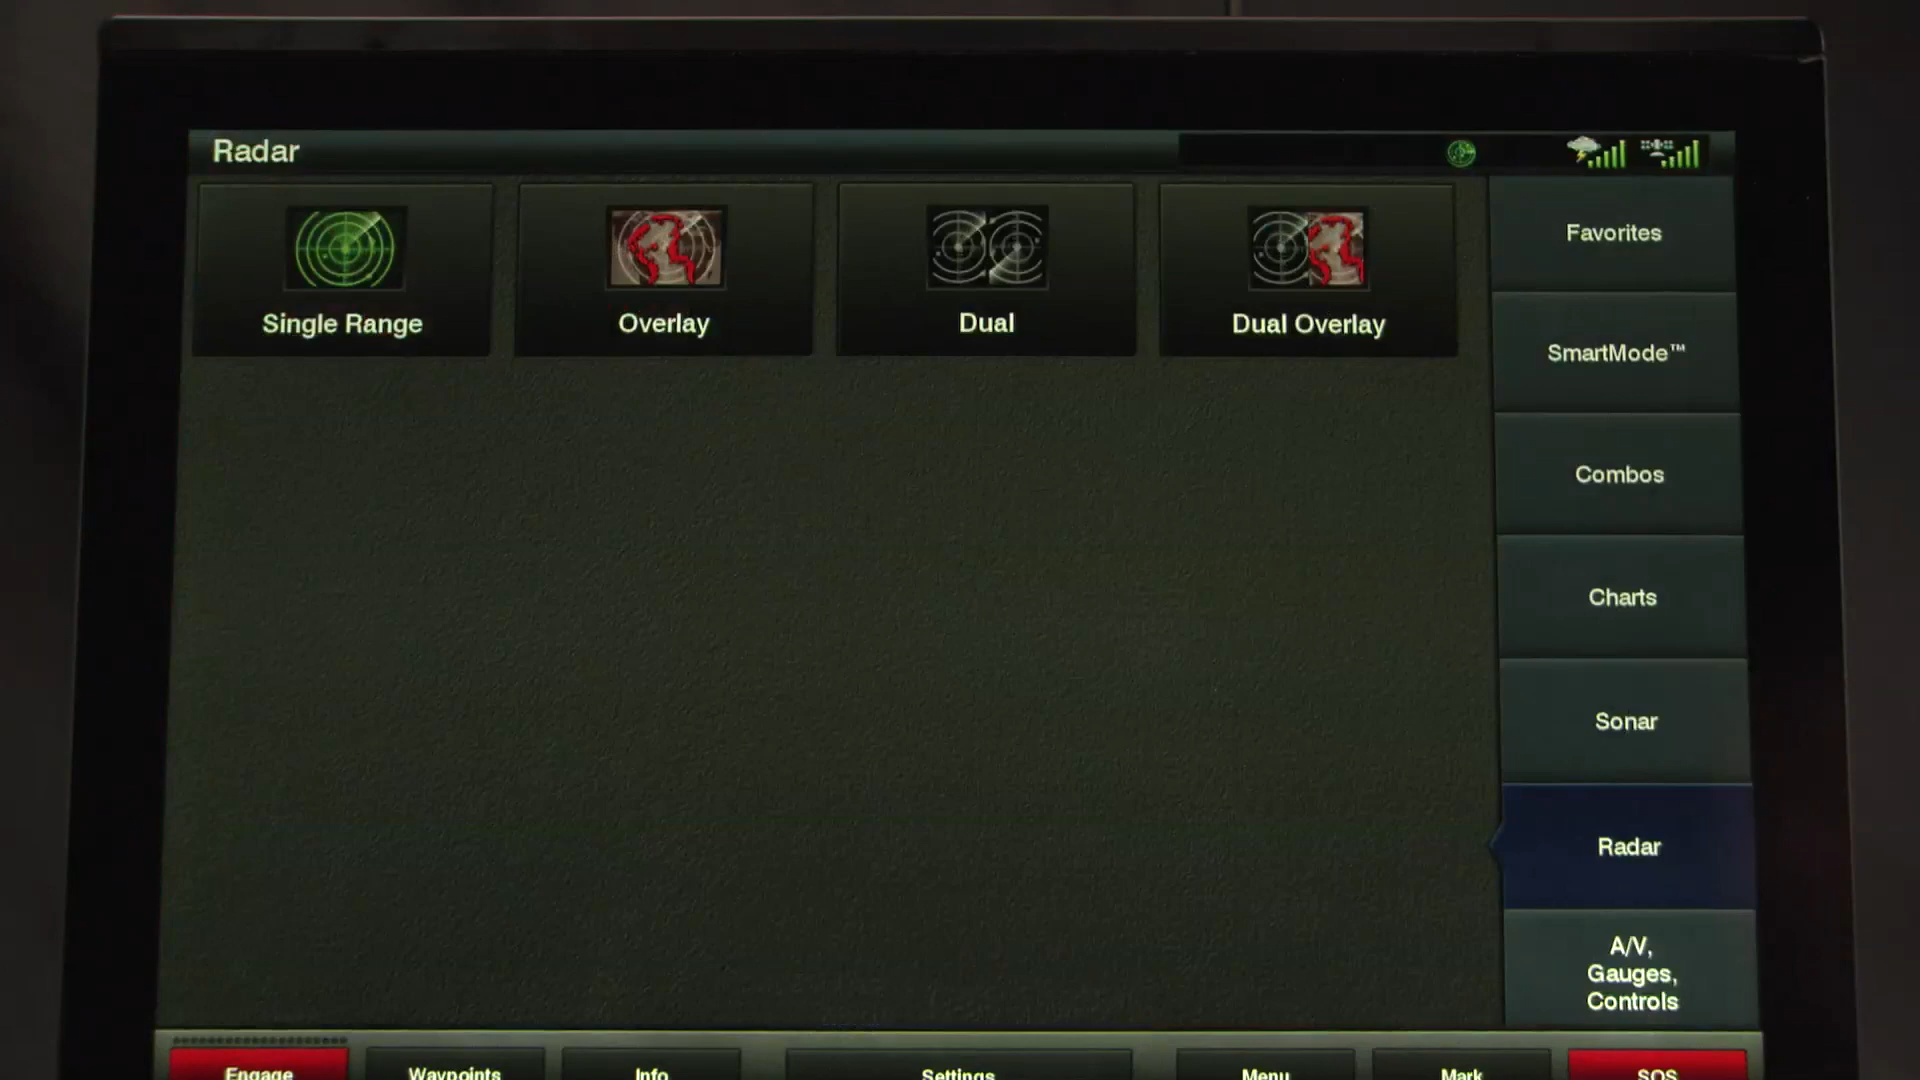 Radar
Single Range
Overlay
Dual
Dual Overlay
Favorites
SmartMode™
Combos
Charts
Sonar
Radar
A/V,
Gauges,
Controls
Engage
Waypoints
Info
Settings
Menu
Mark
SOS